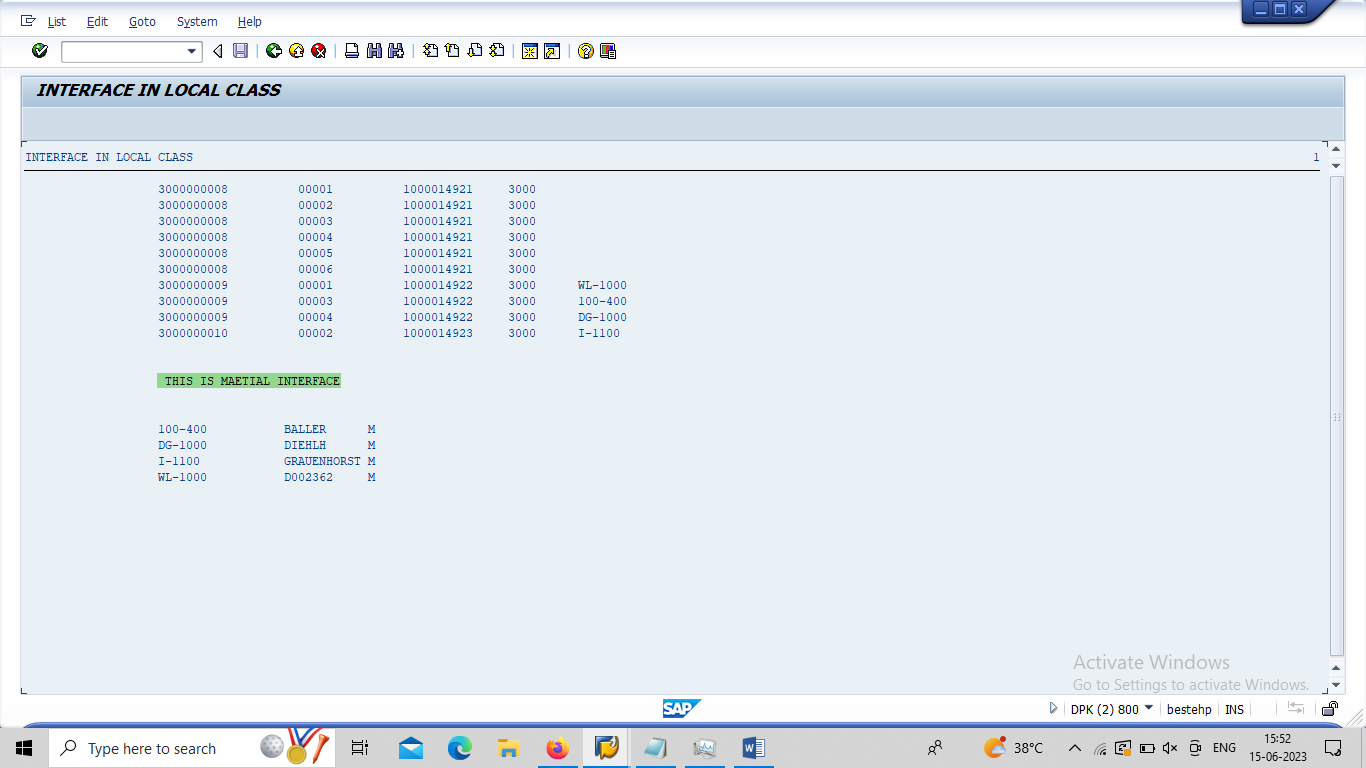 List Edit Goto System Help
INTERFACE IN LOCAL CLASS
INTERFACE IN LOCAL CLASS 1
3000000008 00001 1000014921 3000
3000000008 00002 1000014921 3000
3000000008 00003 1000014921 3000
3000000008 00004 1000014921 3000
3000000008 00005 1000014921 3000
3000000008 00006 1000014921 3000
3000000009 00001 1000014922 3000 WL-1000
3000000009 00003 1000014922 3000 100-400
3000000009 00004 1000014922 3000 DG-1000
3000000010 00002 1000014923 3000 I-1100
THIS IS MAETIAL INTERFACE
100-400 BALLER M
DG-1000 DIEHLH M
I-1100 GRAUENHORST M
WL-1000 D002362 M
Activate Windows
Go to Settings to activate Windows.
SAP DPK (2) 800 bestehp INS
Type here to search 38°C ENG 15:52
15-06-2023